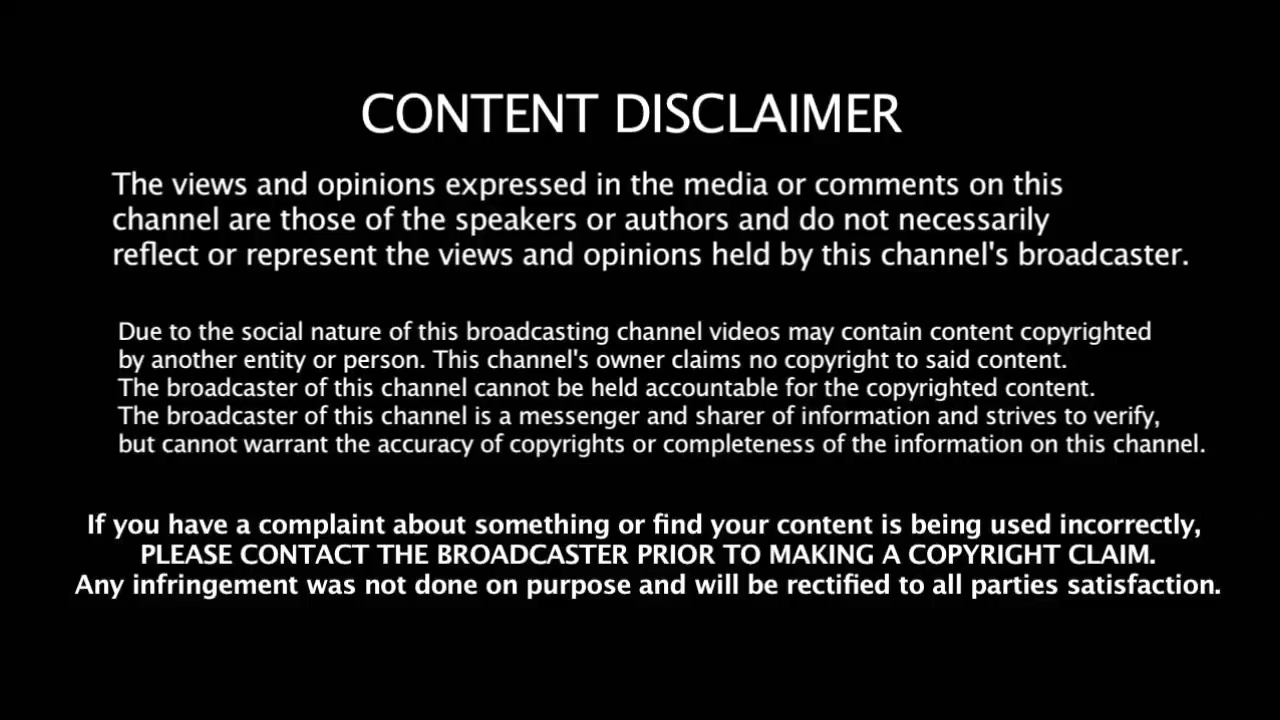 CONTENT DISCLAIMER
The views and opinions expressed in the media or comments on this
channel are those of the speakers or authors and do not necessarily
reflect or represent the views and opinions held by this channel's broadcaster.
Due to the social nature of this broadcasting channel videos may contain content copyrighted
by another entity or person. This channel's owner claims no copyright to said content.
The broadcaster of this channel cannot be held accountable for the copyrighted content.
The broadcaster of this channel is a messenger and sharer of information and strives to verify,
but cannot warrant the accuracy of copyrights or completeness of the information on this channel.
If you have a complaint about something or find your content is being used incorrectly,
PLEASE CONTACT THE BROADCASTER PRIOR TO MAKING A COPYRIGHT CLAIM.
Any infringement was not done on purpose and will be rectified to all parties satisfaction.